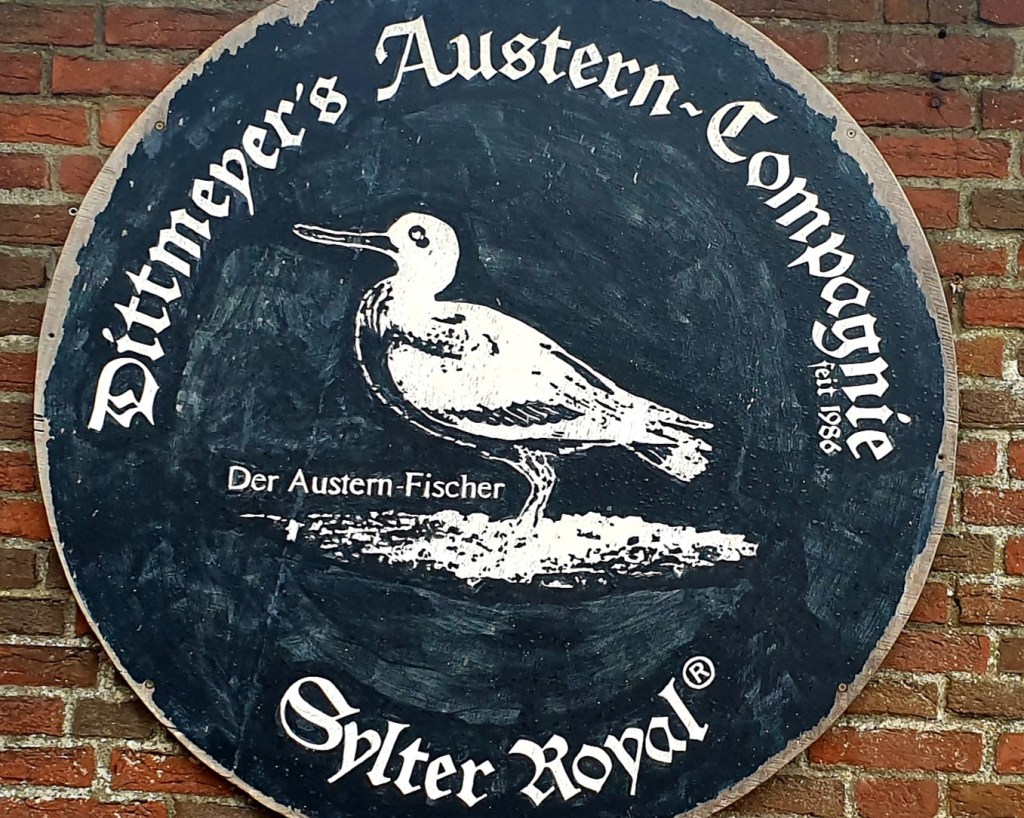 Dittmeyer's Austern-Compagnie
seit 1986
Der Austern-Fischer
Sylter Royal®